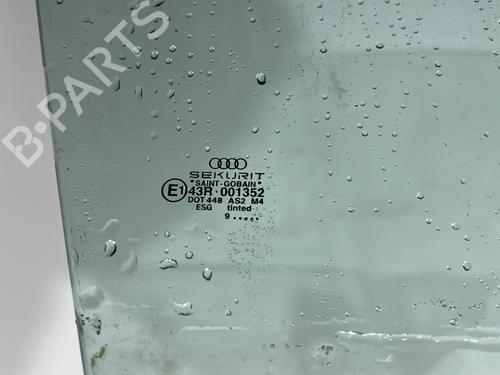 B-PARTS
SEKURIT
"SAINT-GOBAIN"
E1 43R-001352
DOT 448 AS2 M4
ESG tinted
9.....